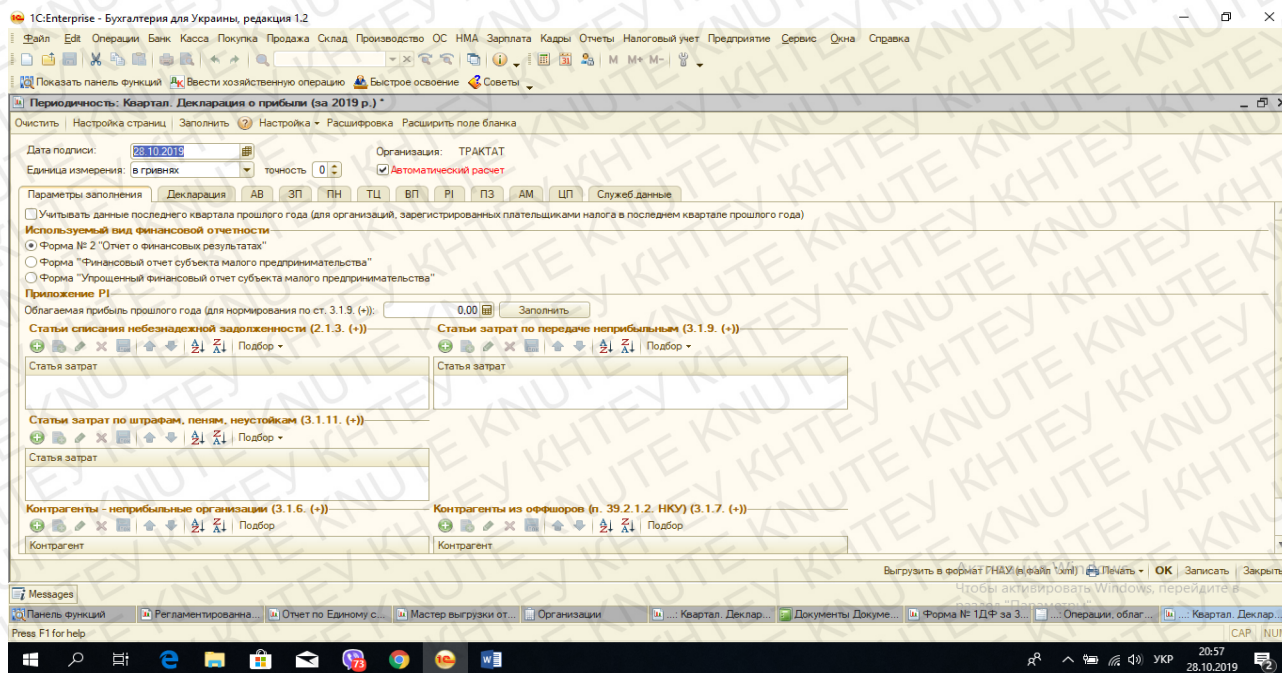 1C:Enterprise - Бухгалтерия для Украины, редакция 1.2
Файл Edit Операции Банк Касса Покупка Продажа Склад Производство ОС НМА Зарплата Кадры Отчеты Налоговый учет Предприятие Сервис Окна Справка
M M+ M-
Показать панель функций Ввести хозяйственную операцию Быстрое освоение Советы
Периодичность: Квартал. Декларация о прибыли (за 2019 р.) *
Очистить Настройка страниц Заполнить Настройка Расшифровка Расширить поле бланка
Дата подписи: 28.10.2019 Организация: ТРАКТАТ
Единица измерения: в гривнях точность 0 Автоматический расчет
Параметры заполнения Декларация АВ ЗП ПН ТЦ ВП PI ПЗ АМ ЦП Служеб.данные
Учитывать данные последнего квартала прошлого года (для организаций, зарегистрированных плательщиками налога в последнем квартале прошлого года)
Используемый вид финансовой отчетности
Форма № 2 "Отчет о финансовых результатах"
Форма "Финансовый отчет субъекта малого предпринимательства"
Форма "Упрощенный финансовый отчет субъекта малого предпринимательства"
Приложение PI
Облагаемая прибыль прошлого года (для нормирования по ст. 3.1.9. (+)): 0,00 Заполнить
Статьи списания небезнадежной задолженности (2.1.3. (+)) Статьи затрат по передаче неприбыльным (3.1.9. (+))
Подбор Подбор
Статья затрат Статья затрат
Статьи затрат по штрафам, пеням, неустойкам (3.1.11. (+))
Подбор
Статья затрат
Контрагенты - неприбыльные организации (3.1.6. (+)) Контрагенты из оффшоров (п. 39.2.1.2. НКУ) (3.1.7. (+))
Подбор Подбор
Контрагент Контрагент
Выгрузить в формат ГНАУ (в файл *.xml) Печать OK Записать Закрыть
Чтобы активировать Windows, перейдите в
раздел "Параметры".
Messages
Панель функций Регламентированна... Отчет по Единому с... Мастер выгрузки от... Организации ...: Квартал. Деклар... Документы Докуме... Форма № 1ДФ за 3... ...: Операции, облаг... ...: Квартал. Деклар...
Press F1 for help CAP NUM
73 УКР 20:57
28.10.2019 2
KNUTE КНТЕУ KNUTE КНТЕУ KNUTE